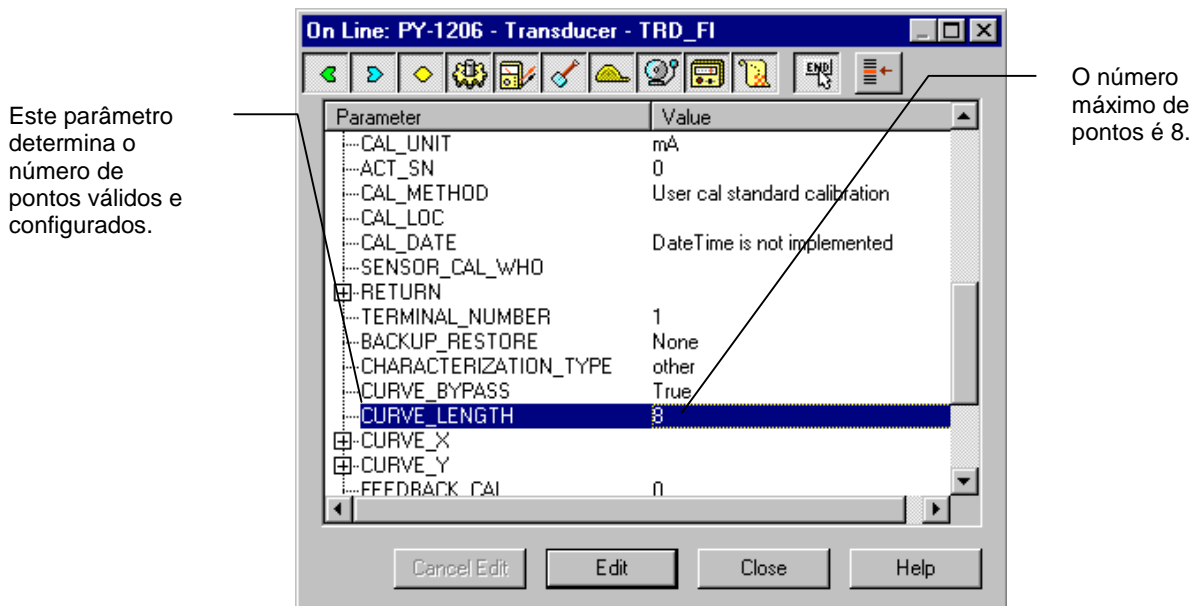 On Line: PY-1206 - Transducer - TRD_FI
END
Este parâmetro
determina o
número de
pontos válidos e
configurados.
O número
máximo de
pontos é 8.
Parameter Value
CAL_UNIT mA
ACT_SN 0
CAL_METHOD User cal standard calibration
CAL_LOC
CAL_DATE DateTime is not implemented
SENSOR_CAL_WHO
RETURN
TERMINAL_NUMBER 1
BACKUP_RESTORE None
CHARACTERIZATION_TYPE other
CURVE_BYPASS True
CURVE_LENGTH 8
CURVE_X
CURVE_Y
FEEDBACK_CAL 0
Cancel Edit Edit Close Help